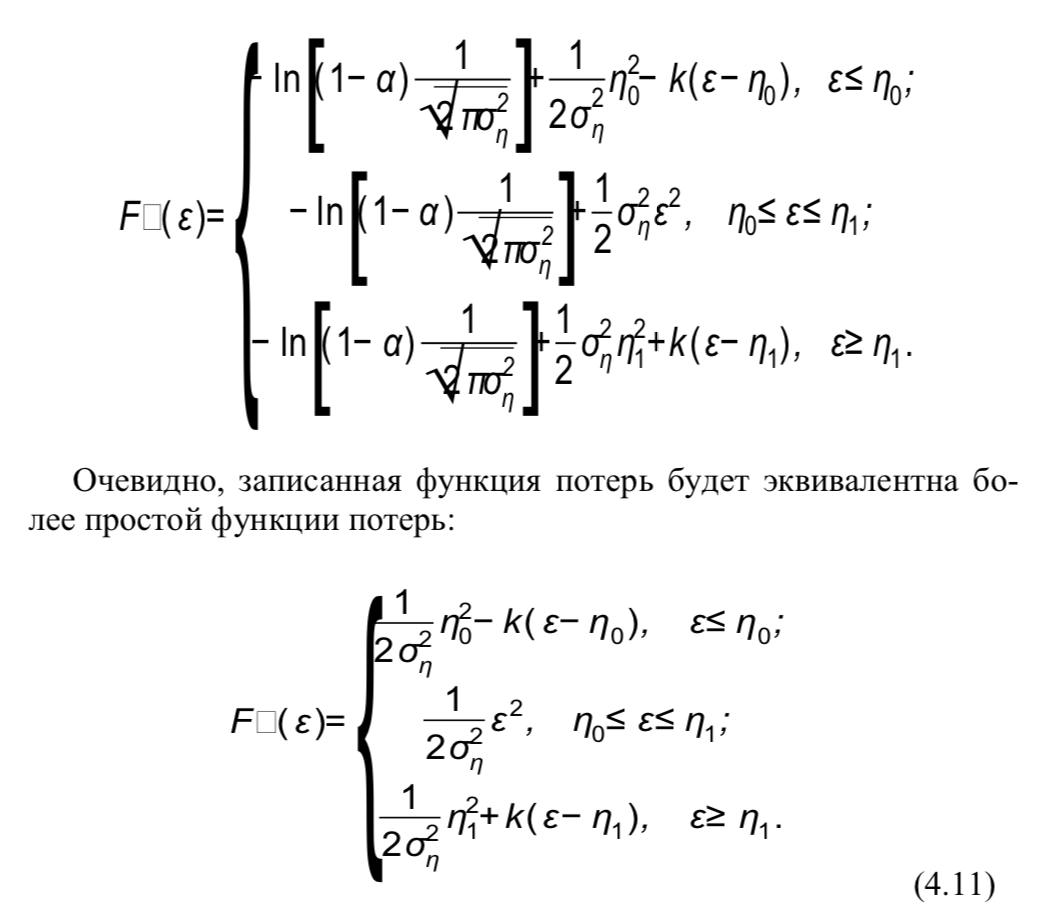 − ln[(1− α) 1/√(2πσ_η^2)]+ 1/(2σ_η^2) η_0^2− k(ε− η_0), ε≤ η_0;
F□(ε)= { − ln[(1− α) 1/√(2πσ_η^2)]+ 1/2 σ_η^2 ε^2, η_0≤ ε≤ η_1;
− ln[(1− α) 1/√(2πσ_η^2)]+ 1/2 σ_η^2 η_1^2+k(ε− η_1), ε≥ η_1.
Очевидно, записанная функция потерь будет эквивалентна бо-
лее простой функции потерь:
1/(2σ_η^2) η_0^2− k(ε− η_0), ε≤ η_0;
F□(ε)= { 1/(2σ_η^2) ε^2, η_0≤ ε≤ η_1;
1/(2σ_η^2) η_1^2+k(ε− η_1), ε≥ η_1.
(4.11)